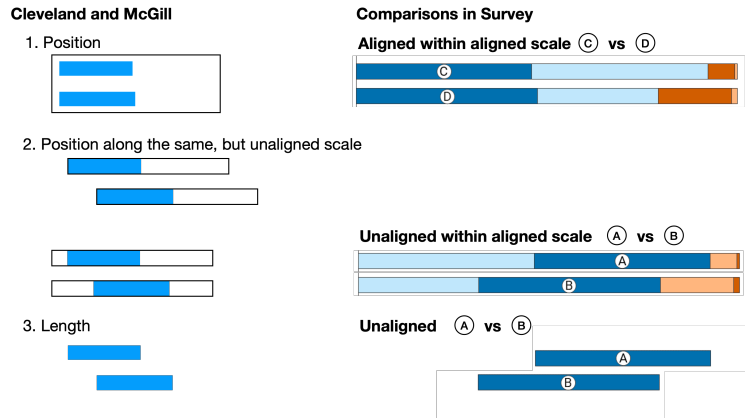 Cleveland and McGill
Comparisons in Survey
1. Position
Aligned within aligned scale C vs D
C
D
2. Position along the same, but unaligned scale
Unaligned within aligned scale A vs B
A
B
3. Length
Unaligned A vs B
A
B